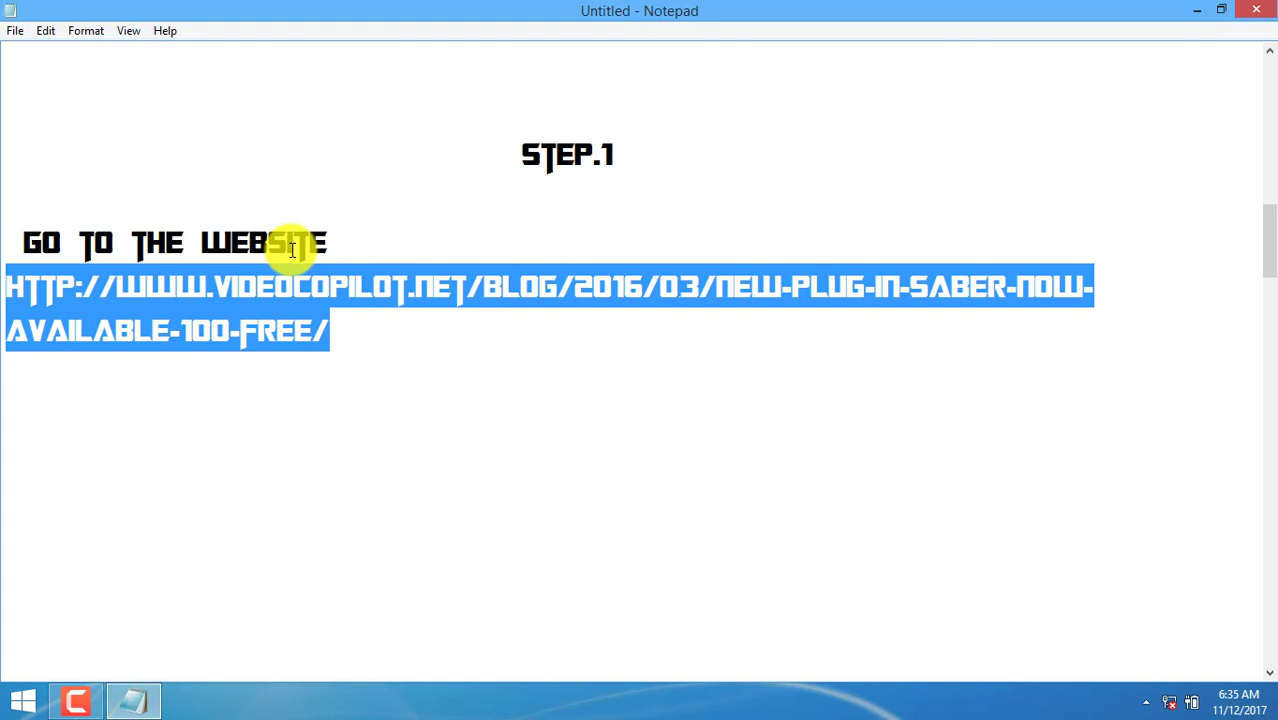 Untitled - Notepad
File Edit Format View Help
STEP.1
GO TO THE WEBSITE
HTTP://WWW.VIDEOCOPILOT.NET/BLOG/2016/03/NEW-PLUG-IN-SABER-NOW-
AVAILABLE-100-FREE/
6:35 AM
11/12/2017